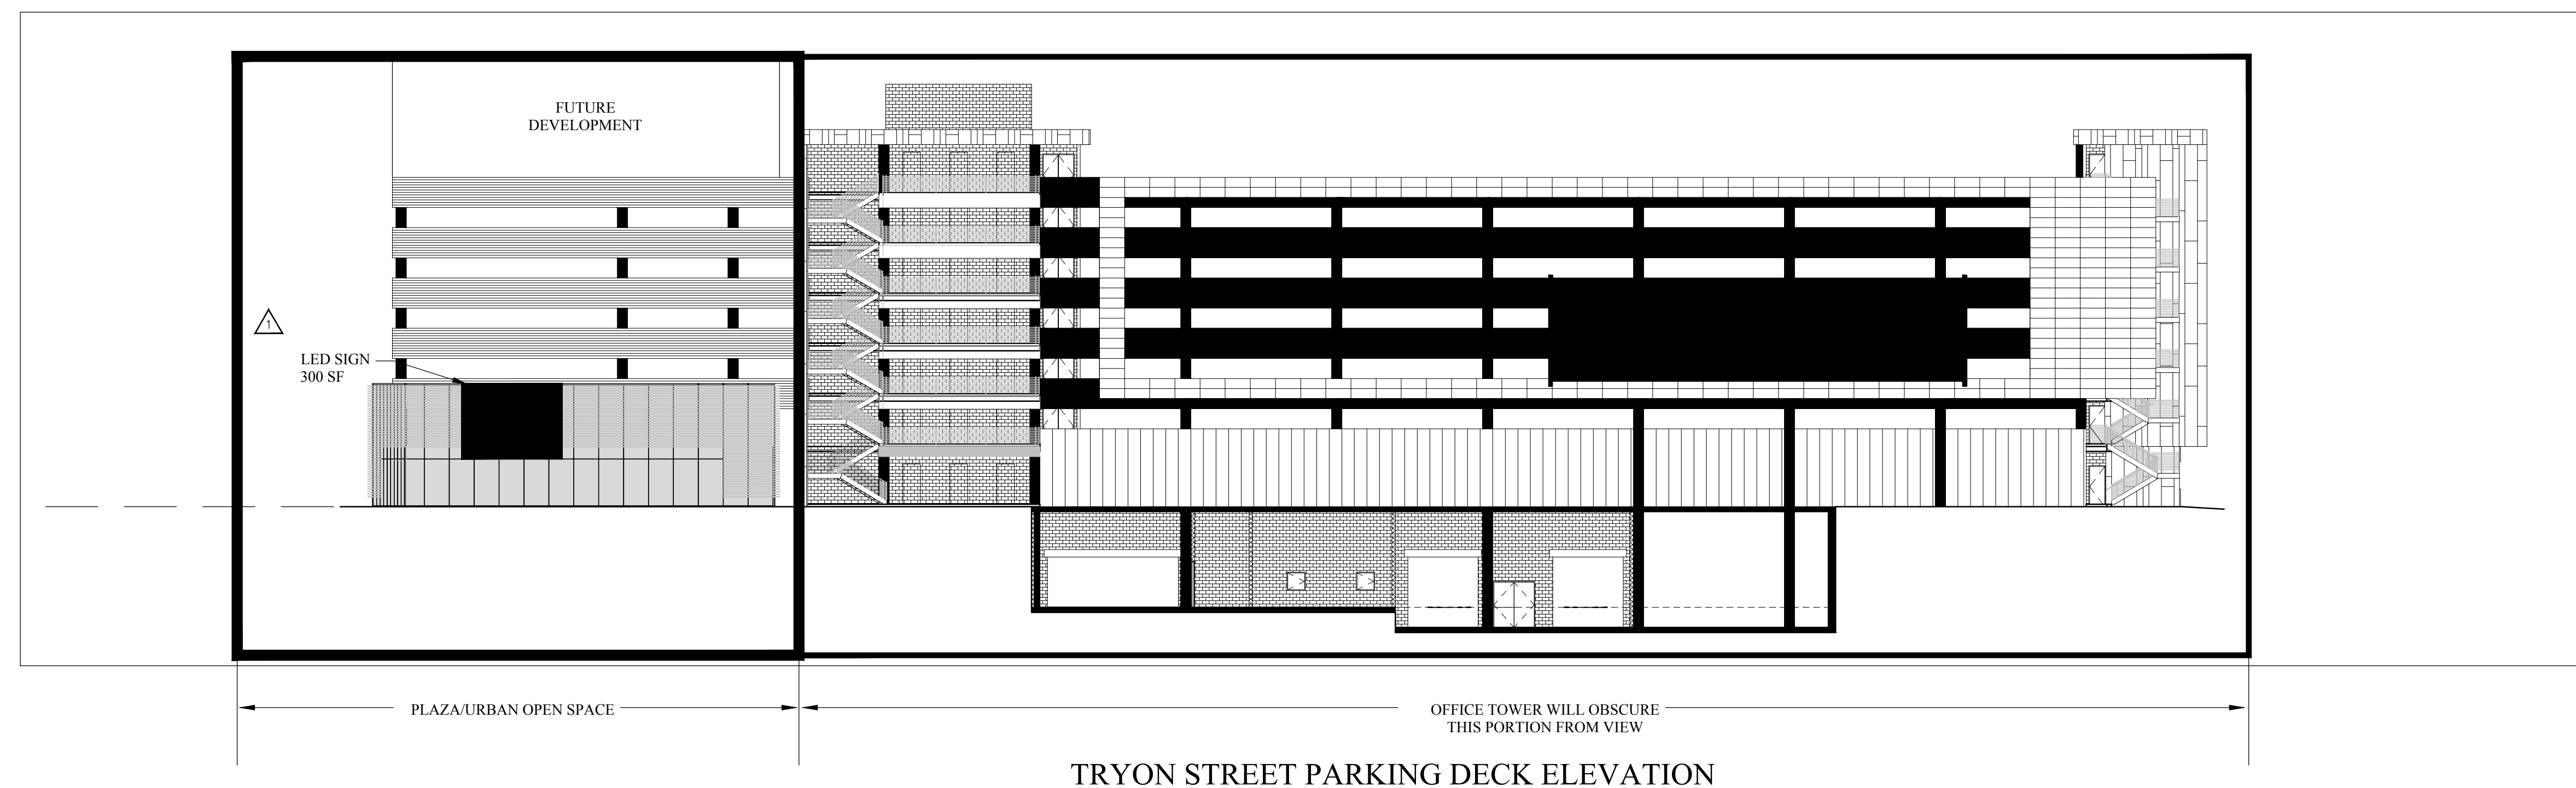 FUTURE
DEVELOPMENT
1
LED SIGN
300 SF
PLAZA/URBAN OPEN SPACE
OFFICE TOWER WILL OBSCURE
THIS PORTION FROM VIEW
TRYON STREET PARKING DECK ELEVATION